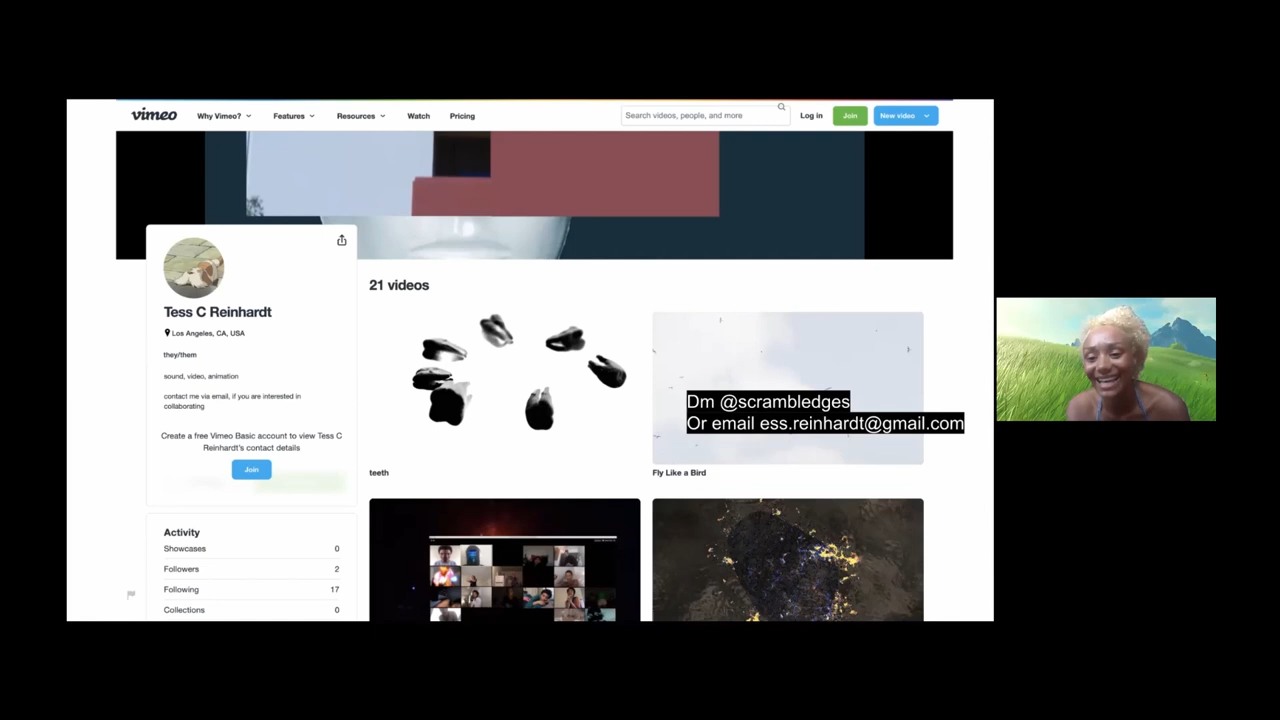 vimeo
Why Vimeo?
Features
Resources
Watch
Pricing
Search videos, people, and more
Log in
Join
New video
Tess C Reinhardt
Los Angeles, CA, USA
they/them
sound, video, animation
contact me via email, if you are interested in
collaborating
Create a free Vimeo Basic account to view Tess C
Reinhardt's contact details
Join
Activity
Showcases 0
Followers 2
Following 17
Collections 0
21 videos
teeth
Dm @scrambledges
Or email ess.reinhardt@gmail.com
Fly Like a Bird